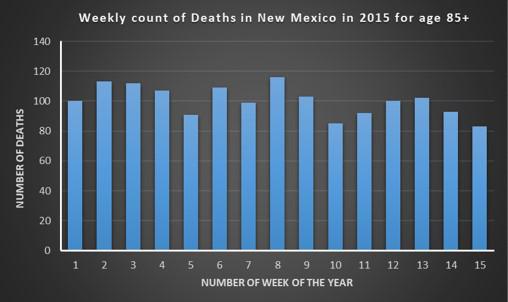 Weekly count of Deaths in New Mexico in 2015 for age 85+
140
120
100
80
60
40
20
0
NUMBER OF DEATHS
1 2 3 4 5 6 7 8 9 10 11 12 13 14 15
NUMBER OF WEEK OF THE YEAR